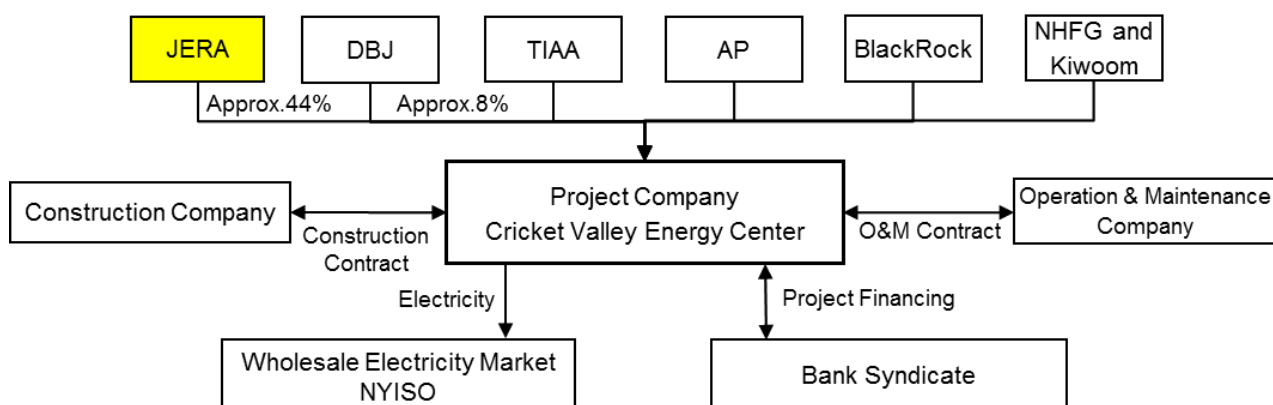 JERA
DBJ
TIAA
AP
BlackRock
NHFG and
Kiwoom
Approx.44%
Approx.8%
Construction Company
Construction
Contract
Project Company
Cricket Valley Energy Center
O&M Contract
Operation & Maintenance
Company
Electricity
Project Financing
Wholesale Electricity Market
NYISO
Bank Syndicate